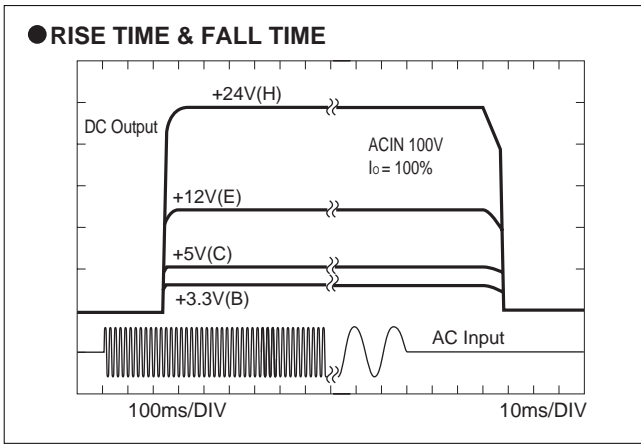 ●RISE TIME & FALL TIME
+24V(H)
DC Output
ACIN 100V
Io = 100%
+12V(E)
+5V(C)
+3.3V(B)
AC Input
100ms/DIV
10ms/DIV